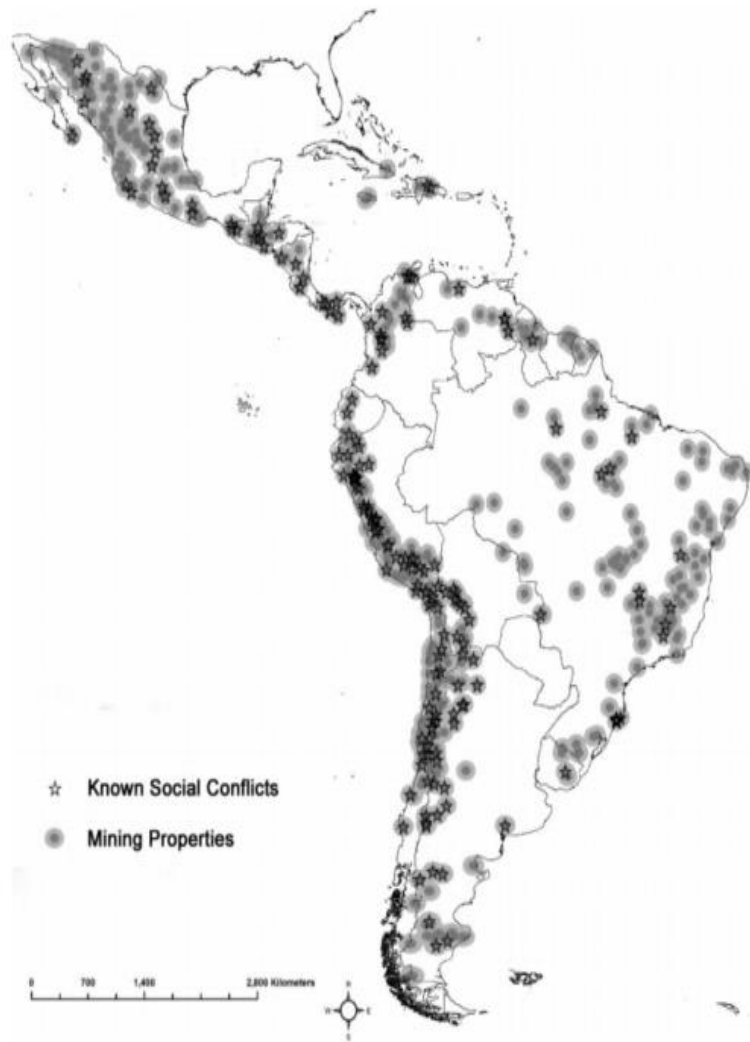 Known Social Conflicts
Mining Properties
0 700 1,400 2,800 Kilometers
N
W E
S